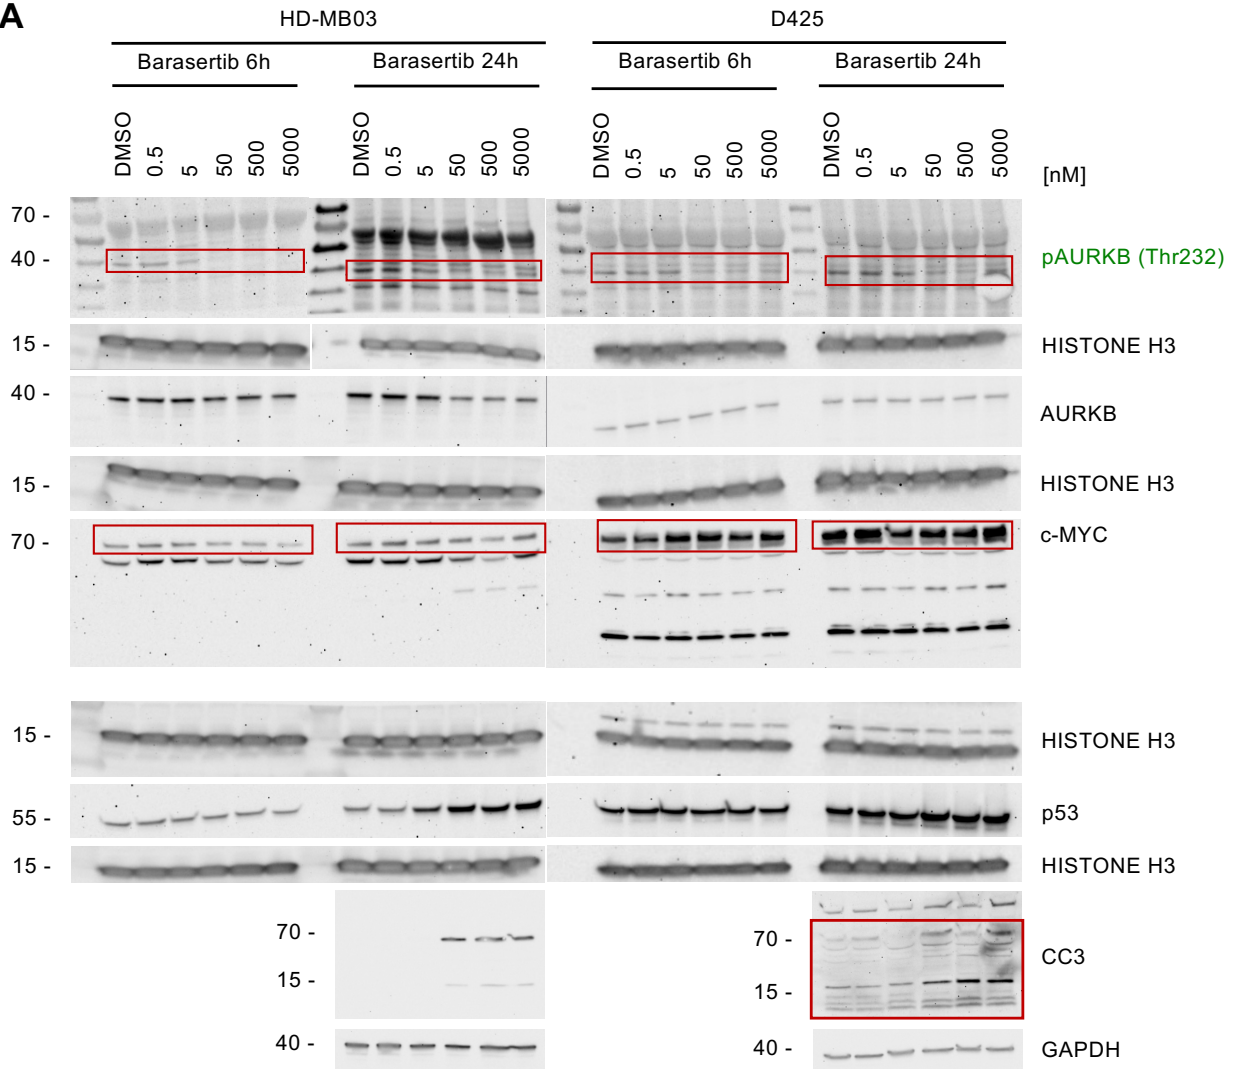 A
HD-MB03 D425
Barasertib 6h Barasertib 24h Barasertib 6h Barasertib 24h
DMSO 0.5 5 50 500 5000 DMSO 0.5 5 50 500 5000 DMSO 0.5 5 50 500 5000 DMSO 0.5 5 50 500 5000 [nM]
70 -
40 - pAURKB (Thr232)
15 - HISTONE H3
40 - AURKB
15 - HISTONE H3
70 - c-MYC
15 - HISTONE H3
55 - p53
15 - HISTONE H3
70 - 70 - CC3
15 - 15 -
40 - 40 - GAPDH